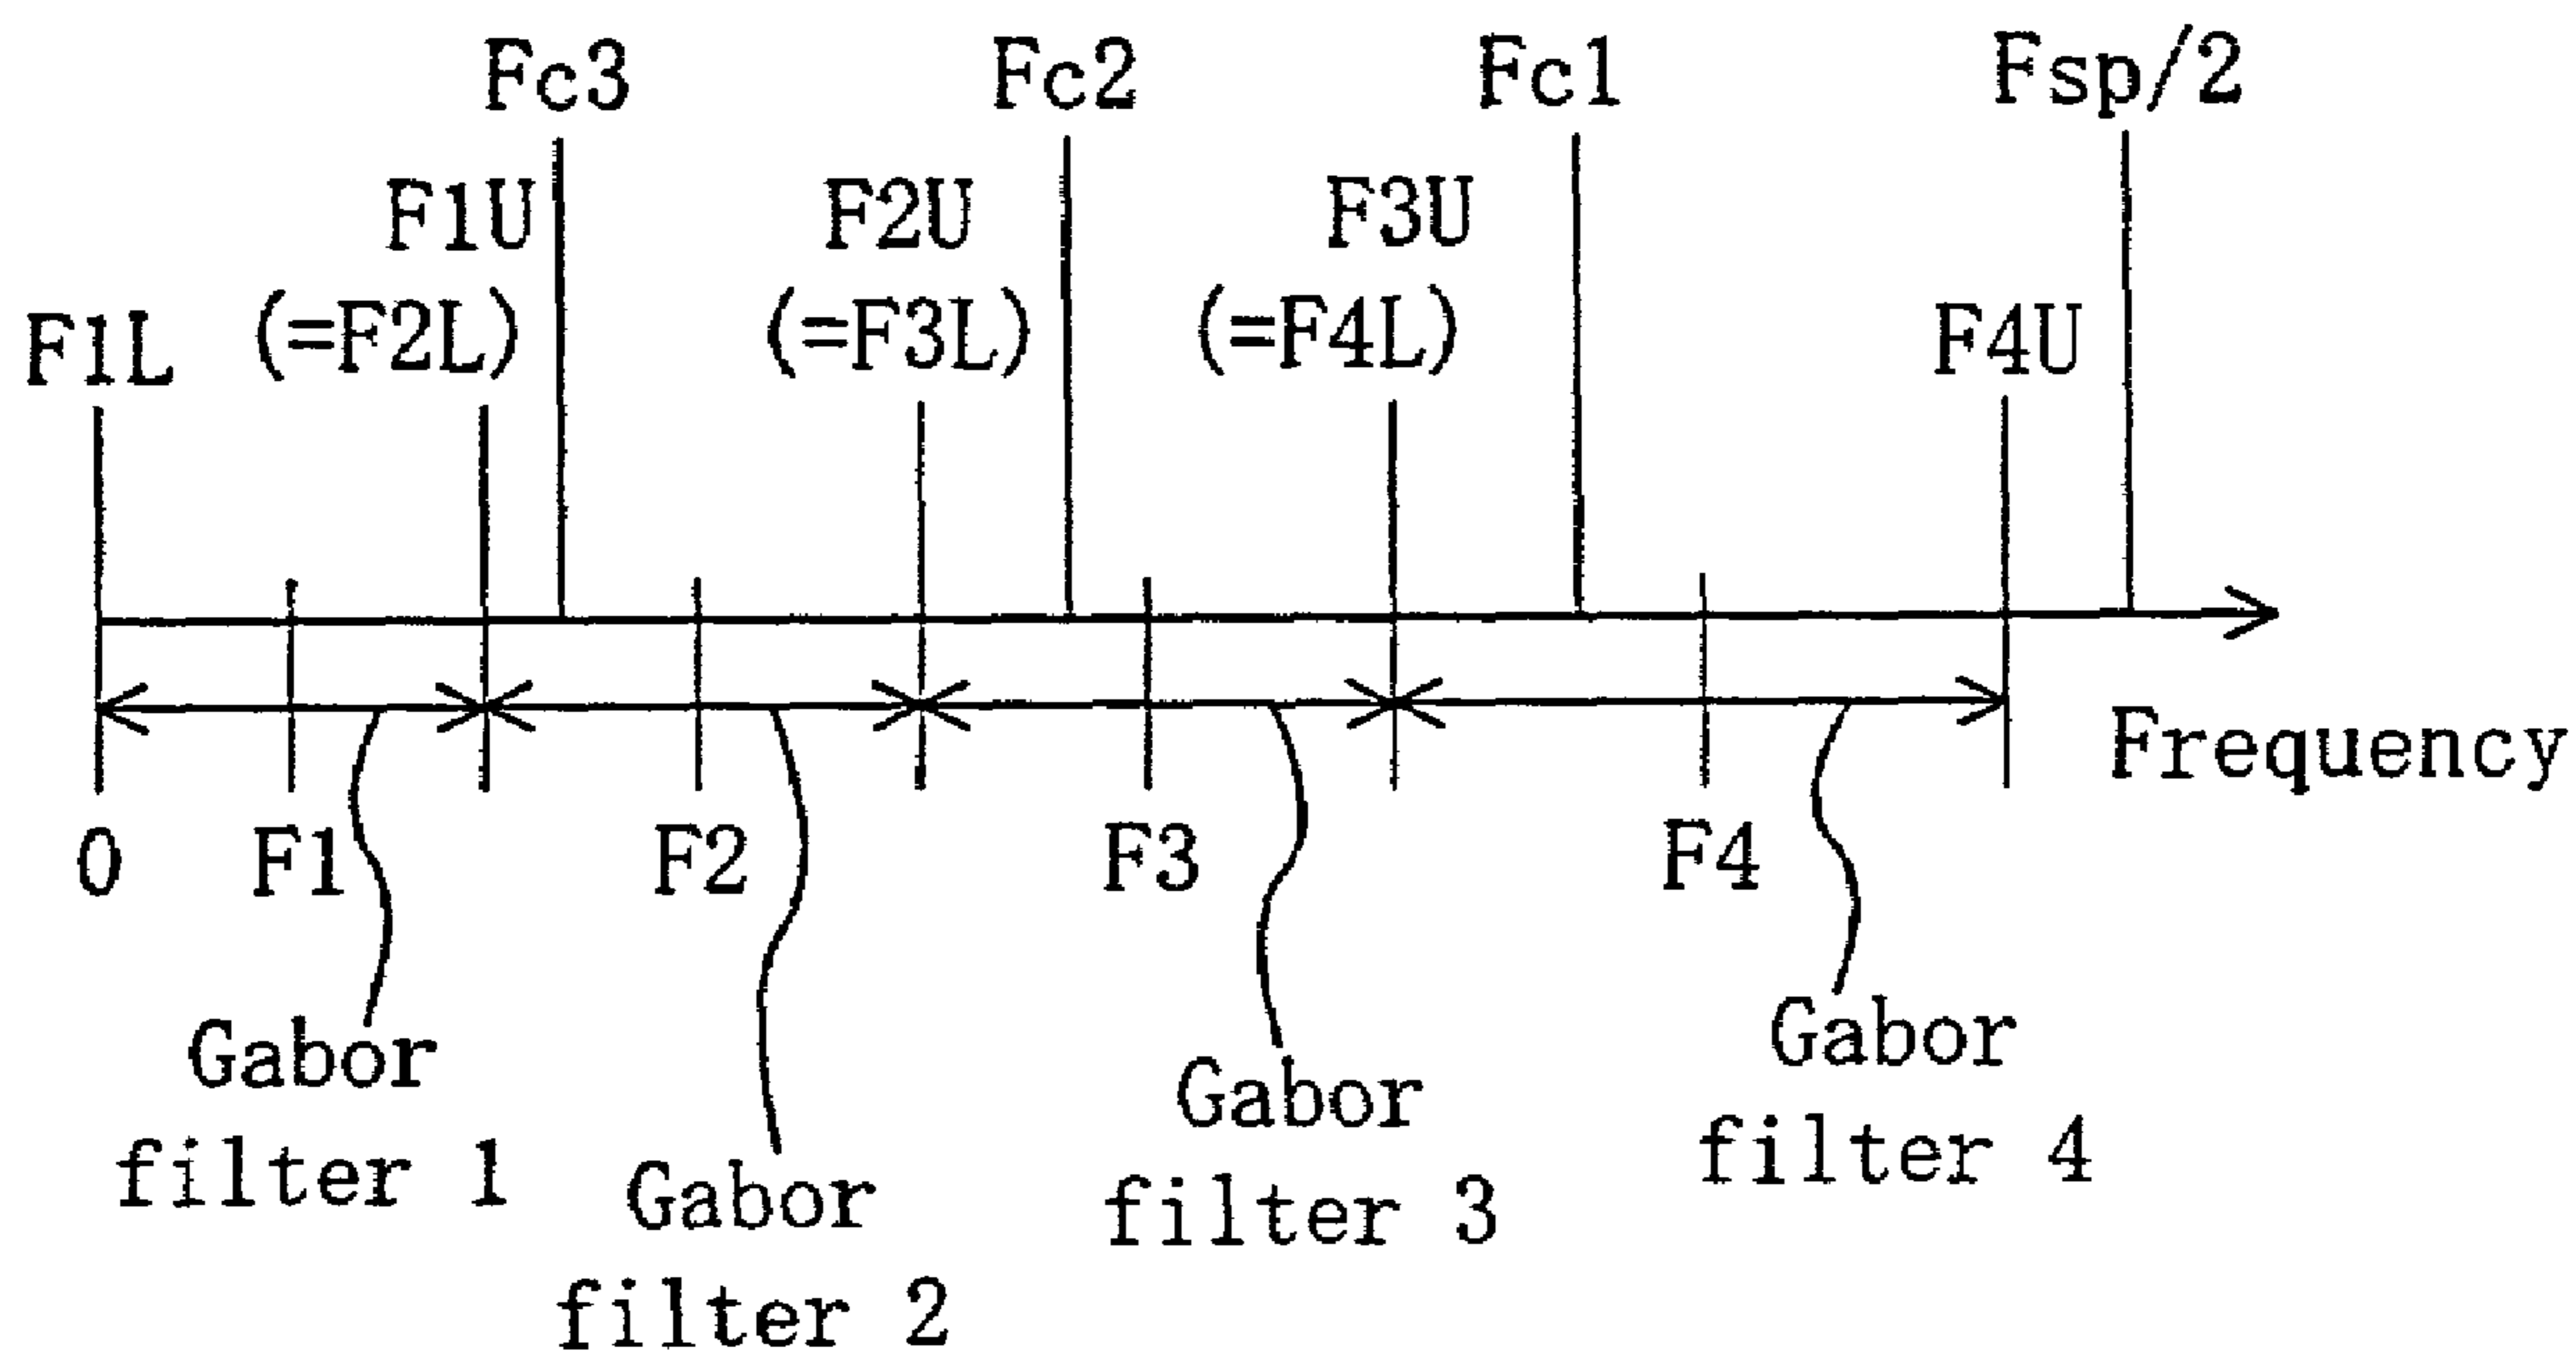 Fc3
Fc2
Fc1
Fsp/2
F1U
F2U
F3U
F1L
(=F2L)
(=F3L)
(=F4L)
F4U
Frequency
0
F1
F2
F3
F4
Gabor
filter 1
Gabor
filter 2
Gabor
filter 3
Gabor
filter 4